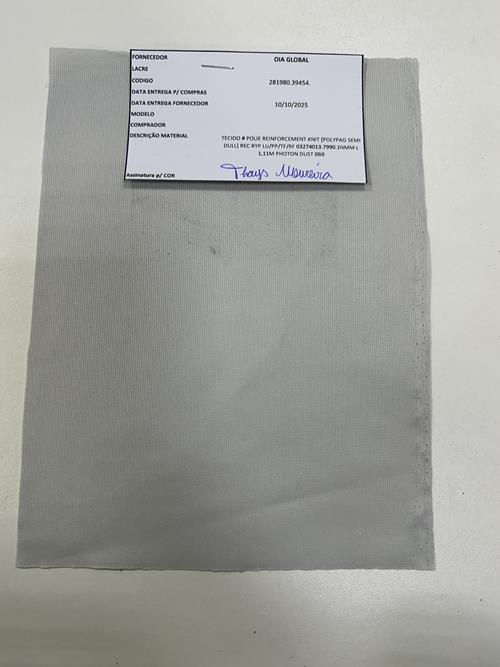 FORNECEDOR OIA GLOBAL
LACRE
CODIGO 281980.39454.
DATA ENTREGA P/ COMPRAS
DATA ENTREGA FORNECEDOR 10/10/2025
MODELO
COMPRADOR
DESCRIÇÃO MATERIAL TECIDO # POLIE REINFORCEMENT KNIT [POLYPAG SEMI
DULL] REC RYP LU/PP/TF/RF 03274013.7990.1NMM L
1,11M PHOTON DUST 0BB
Assinatura p/ COR Thays Moureira